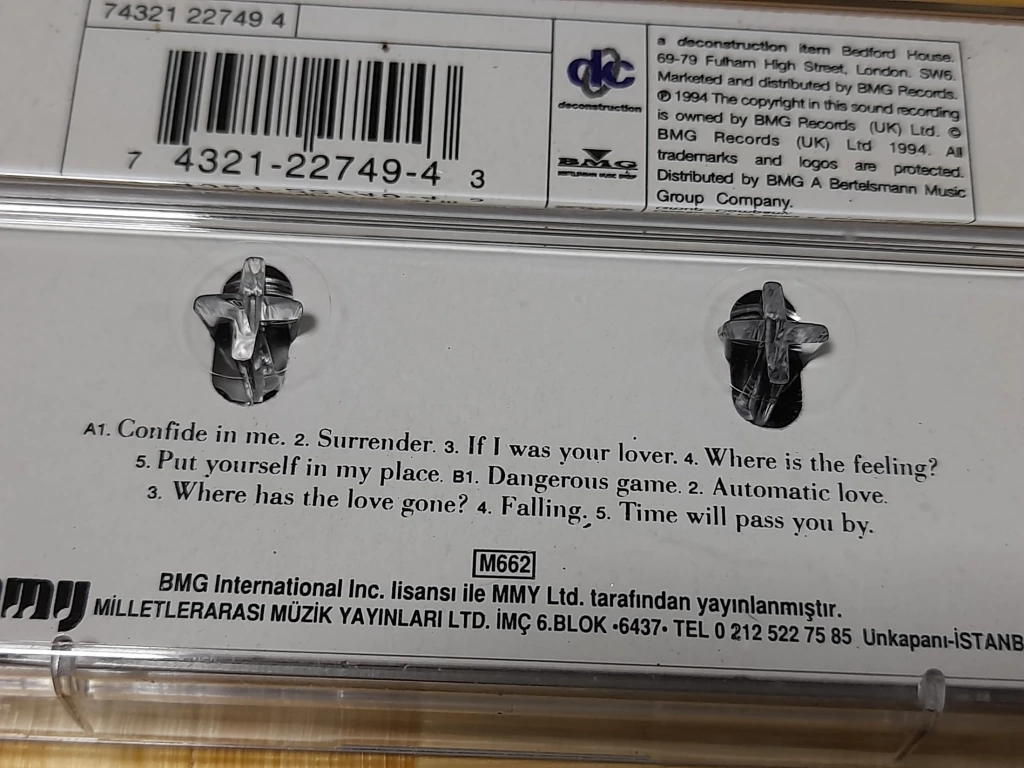 74321 22749 4
7 4321-22749-4 3
dc
deconstruction
BMG
BERTELSMANN MUSIC GROUP
a deconstruction item Bedford House.
69-79 Fulham High Street, London. SW6.
Marketed and distributed by BMG Records.
℗ 1994 The copyright in this sound recording
is owned by BMG Records (UK) Ltd. ©
BMG Records (UK) Ltd 1994. All
trademarks and logos are protected.
Distributed by BMG A Bertelsmann Music
Group Company.
A1. Confide in me. 2. Surrender. 3. If I was your lover. 4. Where is the feeling?
5. Put yourself in my place. B1. Dangerous game. 2. Automatic love.
3. Where has the love gone? 4. Falling. 5. Time will pass you by.
M662
mmy
BMG International Inc. lisansı ile MMY Ltd. tarafından yayınlanmıştır.
MİLLETLERARASI MÜZİK YAYINLARI LTD. İMÇ 6.BLOK •6437• TEL 0 212 522 75 85 Unkapanı-İSTANB